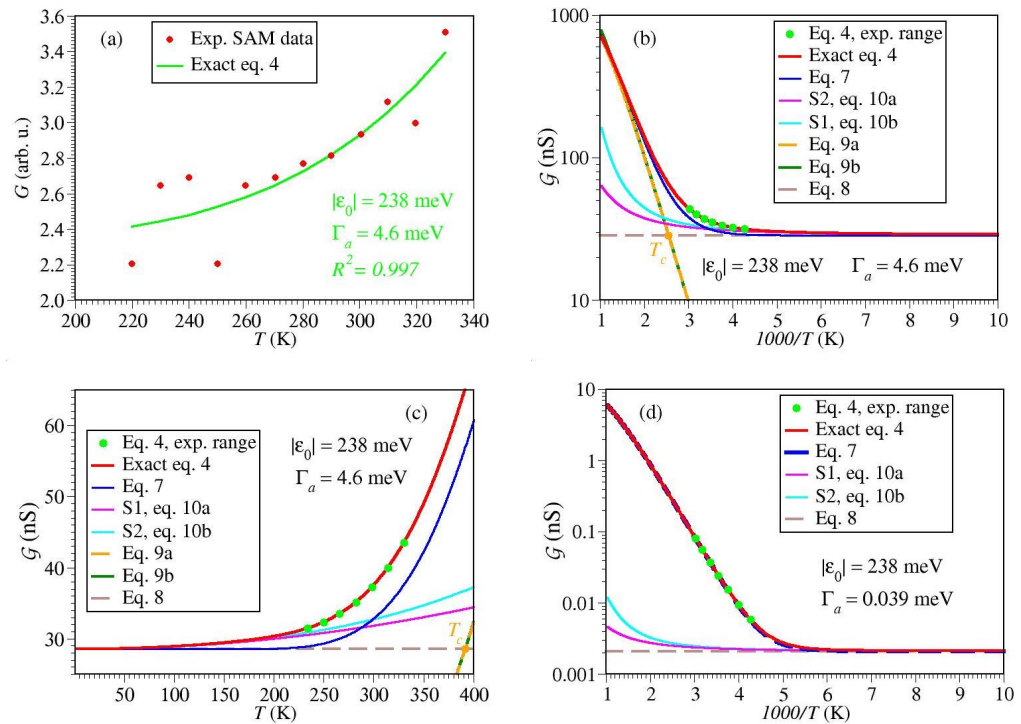 3.6
3.4
3.2
3.0
2.8
2.6
2.4
2.2
2.0
G (arb. u.)
(a)
Exp. SAM data
Exact eq. 4
|ε0| = 238 meV
Γa = 4.6 meV
R2 = 0.997
200 220 240 260 280 300 320 340
T (K)
1000
100
10
𝒢 (nS)
(b)
Eq. 4, exp. range
Exact eq. 4
Eq. 7
S2, eq. 10a
S1, eq. 10b
Eq. 9a
Eq. 9b
Eq. 8
Tc
|ε0| = 238 meV Γa = 4.6 meV
1 2 3 4 5 6 7 8 9 10
1000/T (K)
60
50
40
30
𝒢 (nS)
(c)
Eq. 4, exp. range
Exact eq. 4
Eq. 7
S1, eq. 10a
S2, eq. 10b
Eq. 9a
Eq. 9b
Eq. 8
|ε0| = 238 meV
Γa = 4.6 meV
Tc
50 100 150 200 250 300 350 400
T (K)
10
1
0.1
0.01
0.001
𝒢 (nS)
(d)
Eq. 4, exp. range
Exact eq. 4
Eq. 7
S1, eq. 10a
S2, eq. 10b
Eq. 8
|ε0| = 238 meV
Γa = 0.039 meV
1 2 3 4 5 6 7 8 9 10
1000/T (K)